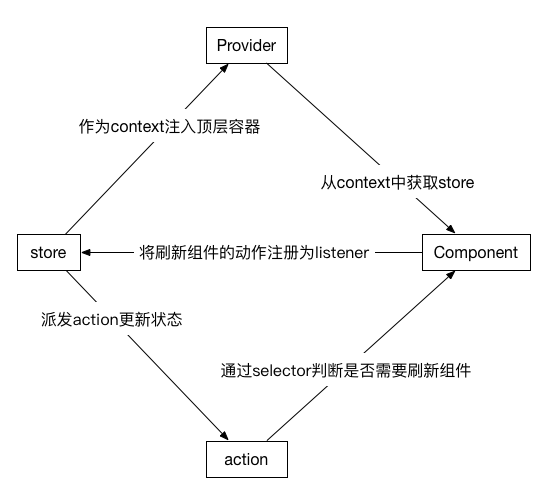 Provider
作为context注入顶层容器
从context中获取store
store
将刷新组件的动作注册为listener
Component
派发action更新状态
通过selector判断是否需要刷新组件
action